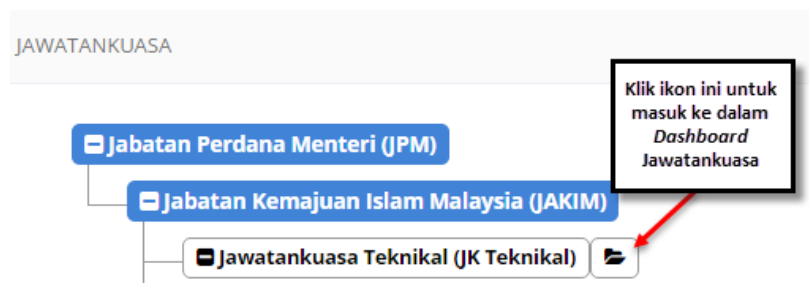 JAWATANKUASA
Klik ikon ini untuk
masuk ke dalam
Dashboard
Jawatankuasa
Jabatan Perdana Menteri (JPM)
Jabatan Kemajuan Islam Malaysia (JAKIM)
Jawatankuasa Teknikal (JK Teknikal)